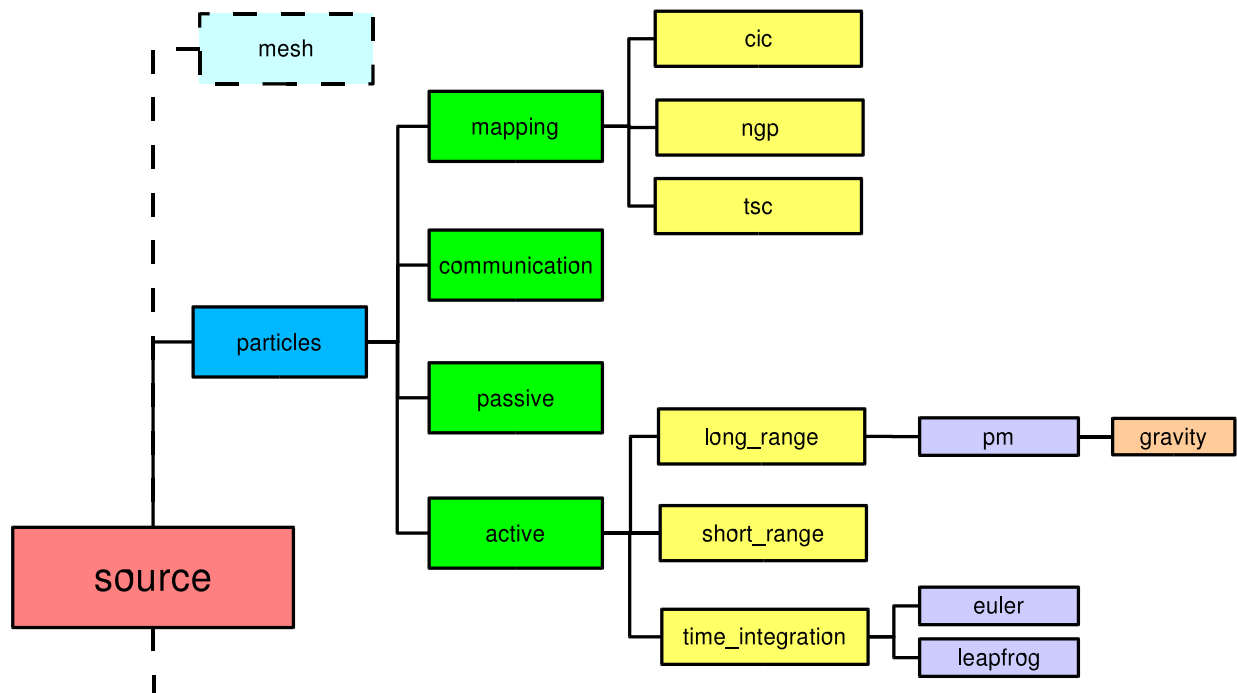 mesh
cic
mapping
ngp
tsc
communication
particles
passive
long_range
pm
gravity
active
short_range
source
euler
time_integration
leapfrog